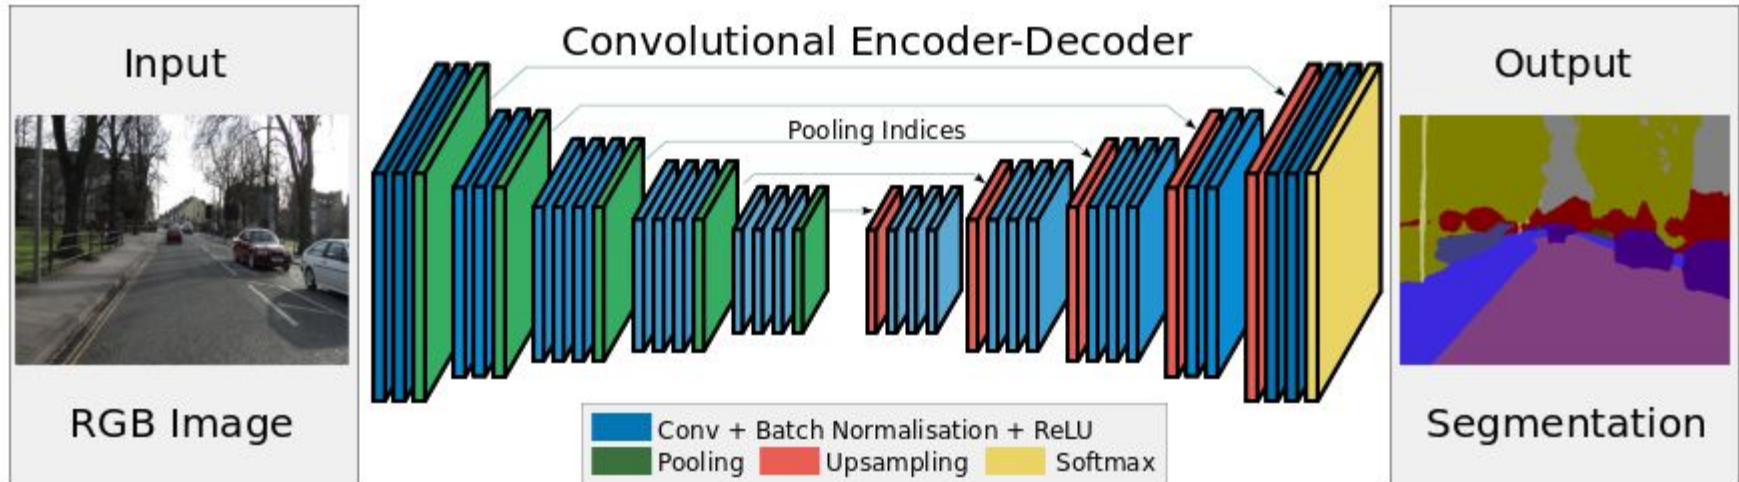 Input
RGB Image
Convolutional Encoder-Decoder
Pooling Indices
Conv + Batch Normalisation + ReLU
Pooling Upsampling Softmax
Output
Segmentation